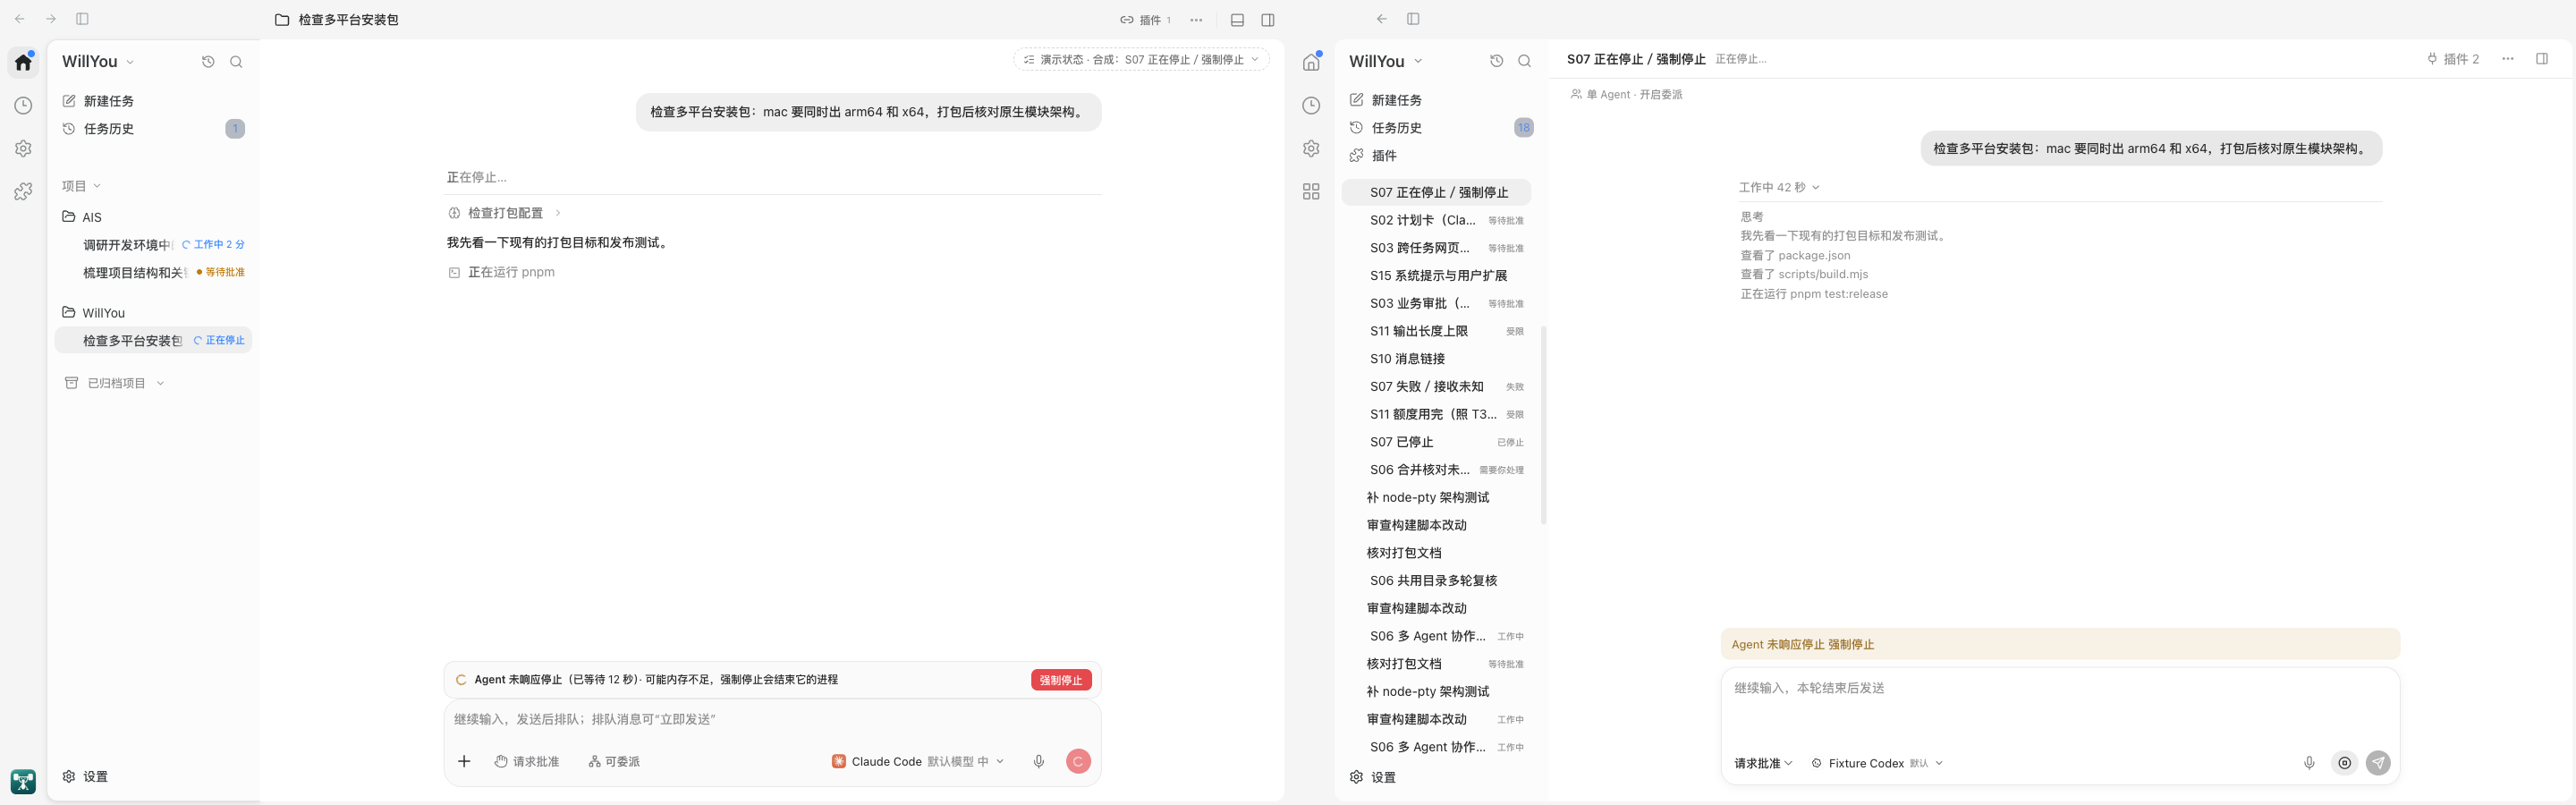 检查多平台安装包
插件 1
WillYou
新建任务
任务历史 1
项目
AIS
调研开发环境中 工作中 2 分
梳理项目结构和关 等待批准
WillYou
检查多平台安装包 正在停止
已归档项目
设置
演示状态 · 合成：S07 正在停止 / 强制停止
检查多平台安装包：mac 要同时出 arm64 和 x64，打包后核对原生模块架构。
正在停止...
检查打包配置
我先看一下现有的打包目标和发布测试。
正在运行 pnpm
Agent 未响应停止（已等待 12 秒）· 可能内存不足，强制停止会结束它的进程
强制停止
继续输入，发送后排队；排队消息可“立即发送”
请求批准
可委派
Claude Code 默认模型 中
WillYou
新建任务
任务历史 18
插件
S07 正在停止 / 强制停止
S02 计划卡（Cla... 等待批准
S03 跨任务网页... 等待批准
S15 系统提示与用户扩展
S03 业务审批（... 等待批准
S11 输出长度上限 受限
S10 消息链接
S07 失败 / 接收未知 失败
S11 额度用完（照 T3... 受限
S07 已停止 已停止
S06 合并核对未... 需要你处理
补 node-pty 架构测试
审查构建脚本改动
核对打包文档
S06 共用目录多轮复核
审查构建脚本改动
S06 多 Agent 协作... 工作中
核对打包文档 等待批准
补 node-pty 架构测试
审查构建脚本改动 工作中
S06 多 Agent 协作... 工作中
设置
S07 正在停止 / 强制停止 正在停止...
插件 2
单 Agent · 开启委派
检查多平台安装包：mac 要同时出 arm64 和 x64，打包后核对原生模块架构。
工作中 42 秒
思考
我先看一下现有的打包目标和发布测试。
查看了 package.json
查看了 scripts/build.mjs
正在运行 pnpm test:release
Agent 未响应停止 强制停止
继续输入，本轮结束后发送
请求批准
Fixture Codex 默认